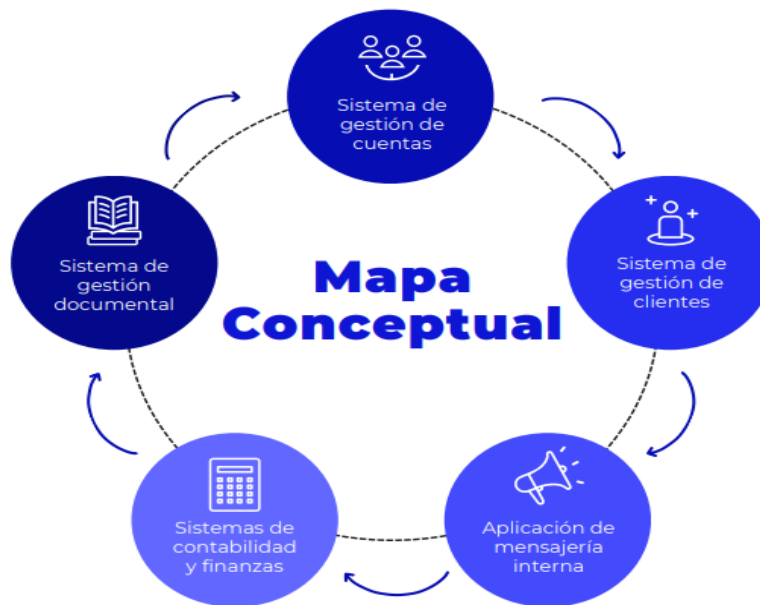 Sistema de
gestión de
cuentas
Sistema de
gestión de
clientes
Aplicación de
mensajería
interna
Sistemas de
contabilidad
y finanzas
Sistema de
gestión
documental
Mapa
Conceptual